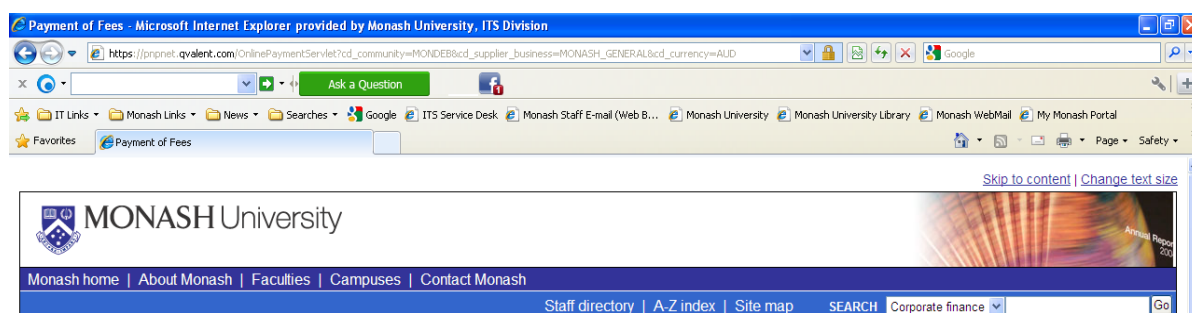 Payment of Fees - Microsoft Internet Explorer provided by Monash University, ITS Division
https://pnpnet.qvalent.com/OnlinePaymentServlet?cd_community=MONDEB&cd_supplier_business=MONASH_GENERAL&cd_currency=AUD Google
Ask a Question
IT Links Monash Links News Searches Google ITS Service Desk Monash Staff E-mail (Web B... Monash University Monash University Library Monash WebMail My Monash Portal
Favorites Payment of Fees Page Safety
Skip to content | Change text size
MONASH University
Annual Repor
200
Monash home | About Monash | Faculties | Campuses | Contact Monash
Staff directory | A-Z index | Site map SEARCH Corporate finance Go